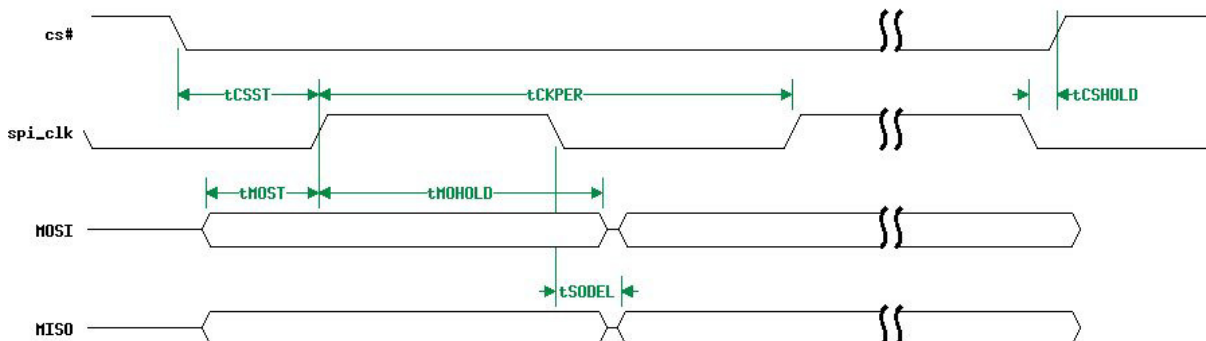 cs#
tCSST
tCKPER
tCSHOLD
spi_clk
tMOST
tMOHOLD
MOSI
tSODEL
MISO